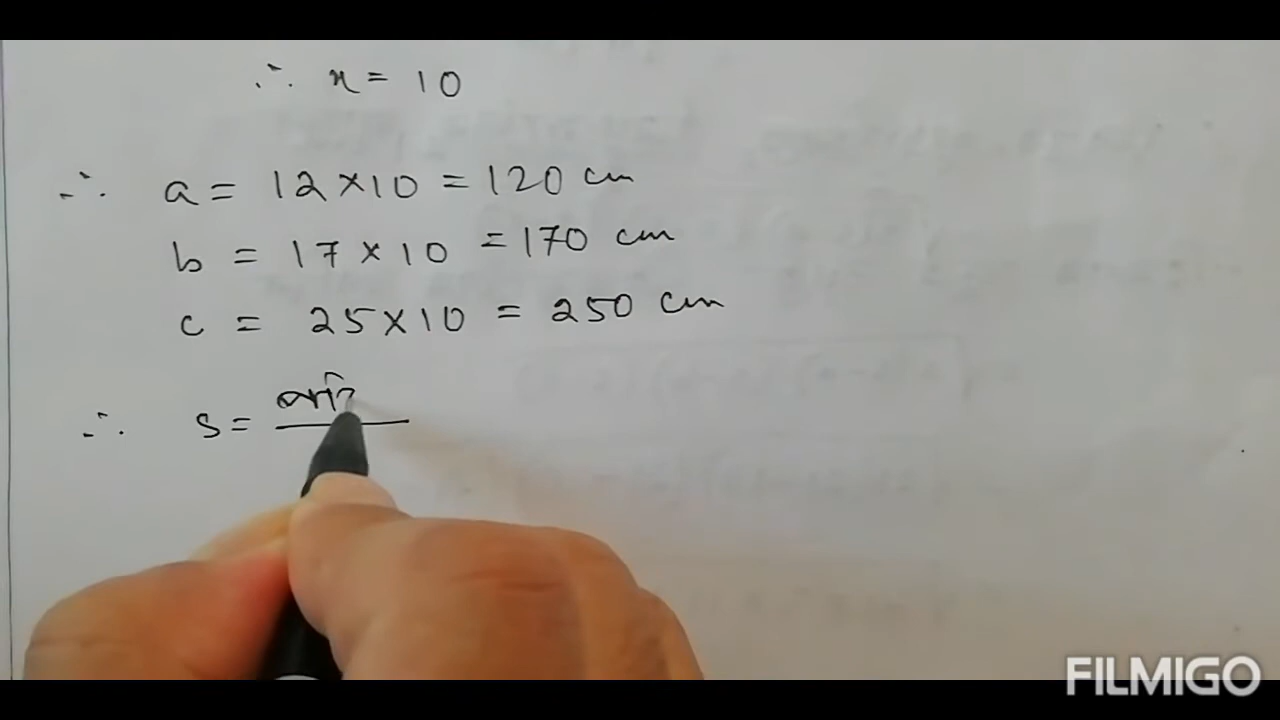 ∴ x = 10
∴ a = 12 × 10 = 120 cm
b = 17 × 10 = 170 cm
c = 25 × 10 = 250 cm
∴ s =
FILMIGO